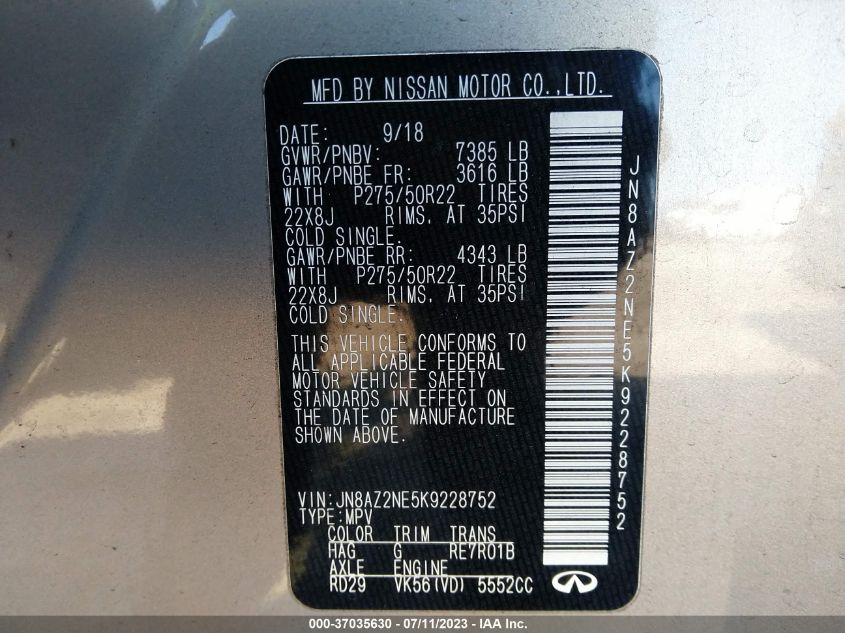 MFD BY NISSAN MOTOR CO.,LTD.
DATE: 9/18
GVWR/PNBV: 7385 LB
GAWR/PNBE FR: 3616 LB
WITH P275/50R22 TIRES
22X8J RIMS. AT 35PSI
COLD SINGLE.
GAWR/PNBE RR: 4343 LB
WITH P275/50R22 TIRES
22X8J RIMS. AT 35PSI
COLD SINGLE.
THIS VEHICLE CONFORMS TO
ALL APPLICABLE FEDERAL
MOTOR VEHICLE SAFETY
STANDARDS IN EFFECT ON
THE DATE OF MANUFACTURE
SHOWN ABOVE.
VIN:JN8AZ2NE5K9228752
TYPE:MPV
COLOR TRIM TRANS
HAG G RE7R01B
AXLE ENGINE
RD29 VK56(VD) 5552CC
JN8AZ2NE5K9228752
000-37035630 - 07/11/2023 - IAAI Inc.